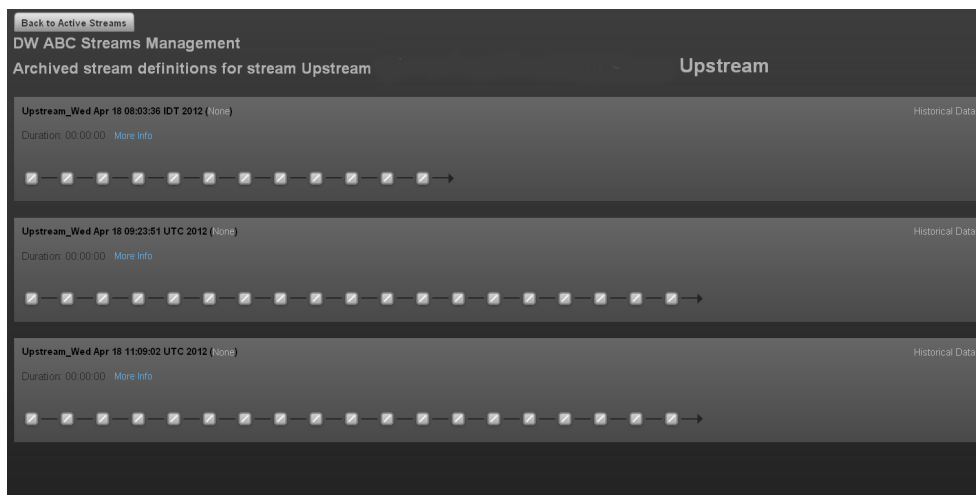 Back to Active Streams
DW ABC Streams Management
Archived stream definitions for stream Upstream
Upstream
Upstream_Wed Apr 18 08:03:36 IDT 2012 (None)
Historical Data
Duration: 00:00:00 More Info
Upstream_Wed Apr 18 09:23:51 UTC 2012 (None)
Historical Data
Duration: 00:00:00 More Info
Upstream_Wed Apr 18 11:09:02 UTC 2012 (None)
Historical Data
Duration: 00:00:00 More Info